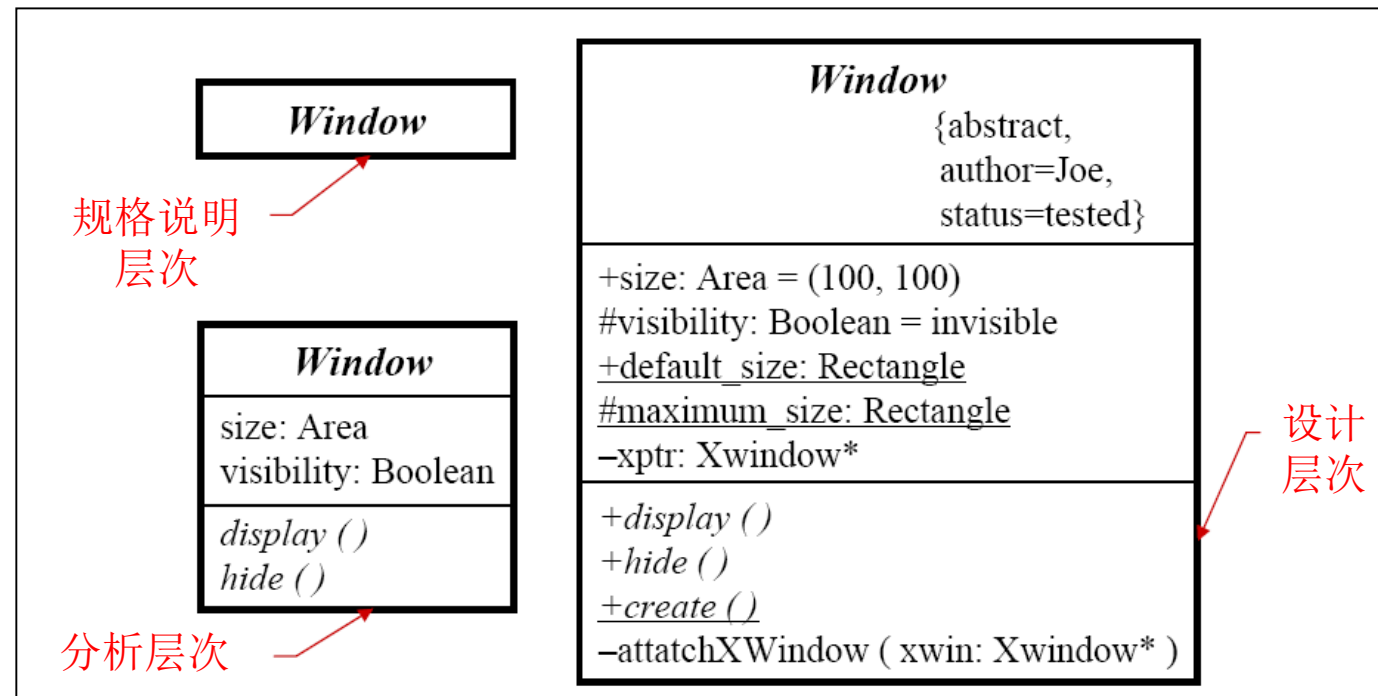 Window
规格说明
层次
Window
size: Area
visibility: Boolean
display ( )
hide ( )
分析层次
Window
{abstract,
author=Joe,
status=tested}
+size: Area = (100, 100)
#visibility: Boolean = invisible
+default_size: Rectangle
#maximum_size: Rectangle
–xptr: Xwindow*
+display ( )
+hide ( )
+create ( )
–attatchXWindow ( xwin: Xwindow* )
设计
层次